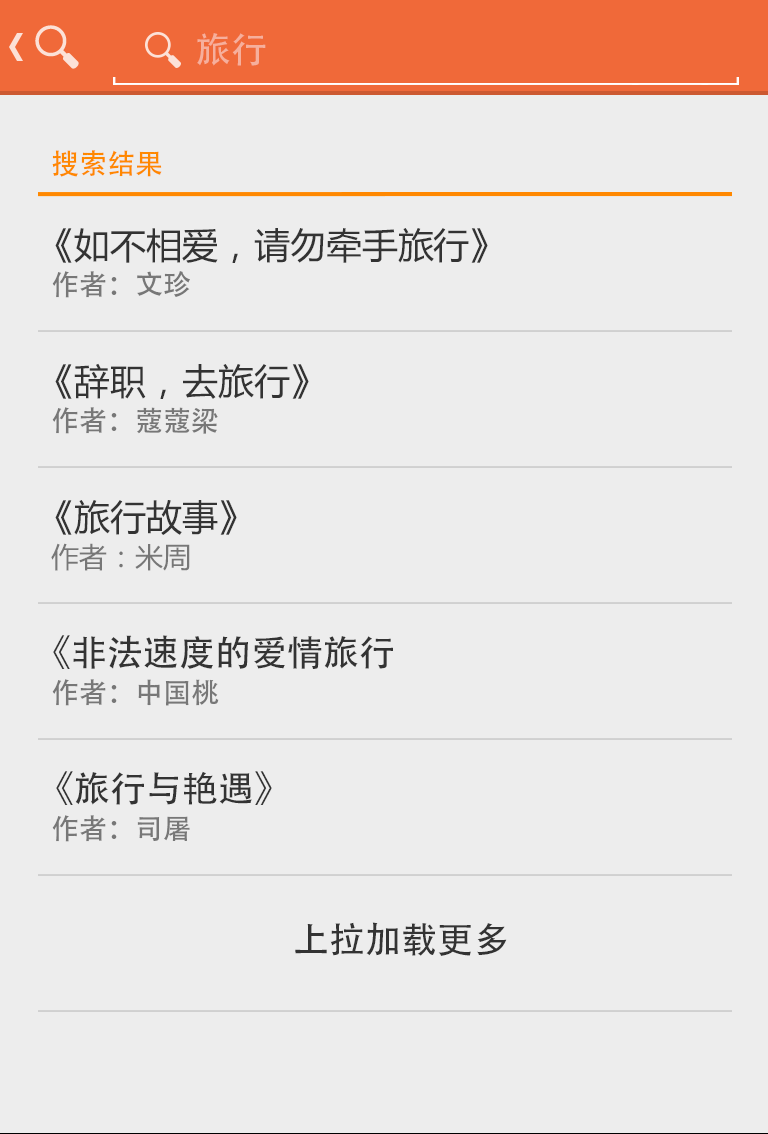 旅行
搜索结果
《如不相爱，请勿牵手旅行》
作者：文珍
《辞职，去旅行》
作者：蔻蔻梁
《旅行故事》
作者：米周
《非法速度的爱情旅行
作者：中国桃
《旅行与艳遇》
作者：司屠
上拉加载更多